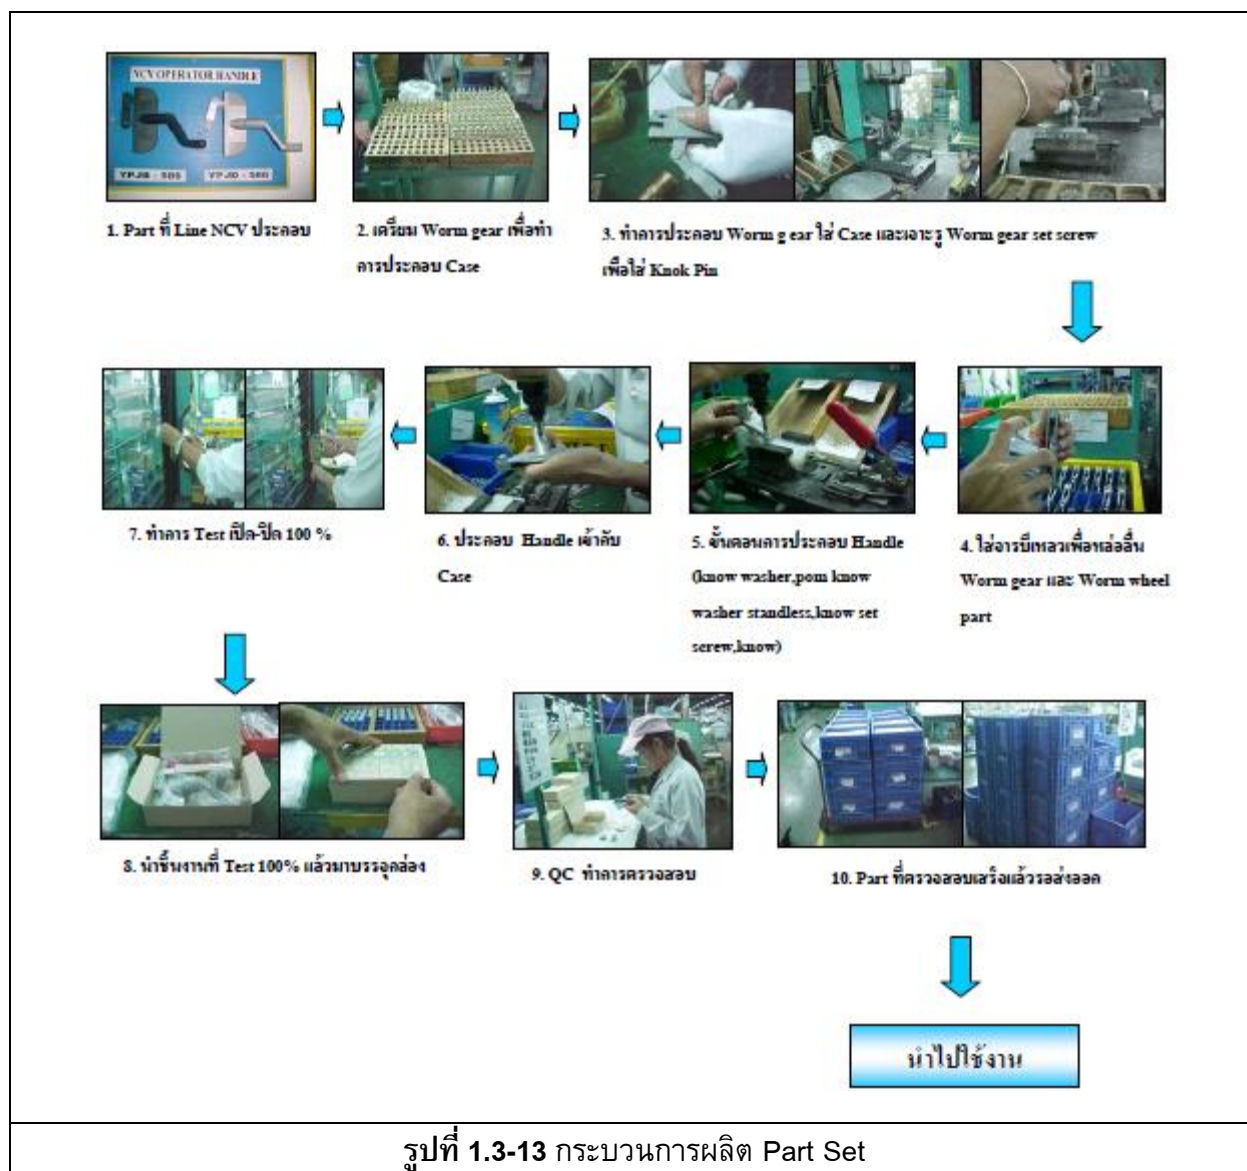 NCV OPERATOR HANDLE
YPJB - 50S
YPJD - 50D
1. Part ที่ Line NCV ประกอบ
2. เตรียม Worm gear เพื่อทำ
การประกอบ Case
3. ทำการประกอบ Worm g ear ใส่ Case และเจาะรู Worm gear set screw
เพื่อใส่ Knok Pin
4. ใส่จารบีเหลวเพื่อหล่อลื่น
Worm gear และ Worm wheel
part
5. ขั้นตอนการประกอบ Handle
(know washer,pom know
washer standless,know set
screw,know)
6. ประกอบ Handle เข้ากับ
Case
7. ทำการ Test เปิด-ปิด 100 %
8. นำชิ้นงานที่ Test 100% แล้วมาบรรจุกล่อง
9. QC ทำการตรวจสอบ
10. Part ที่ตรวจสอบเสร็จแล้วรอส่งออก
นำไปใช้งาน
รูปที่ 1.3-13 กระบวนการผลิต Part Set